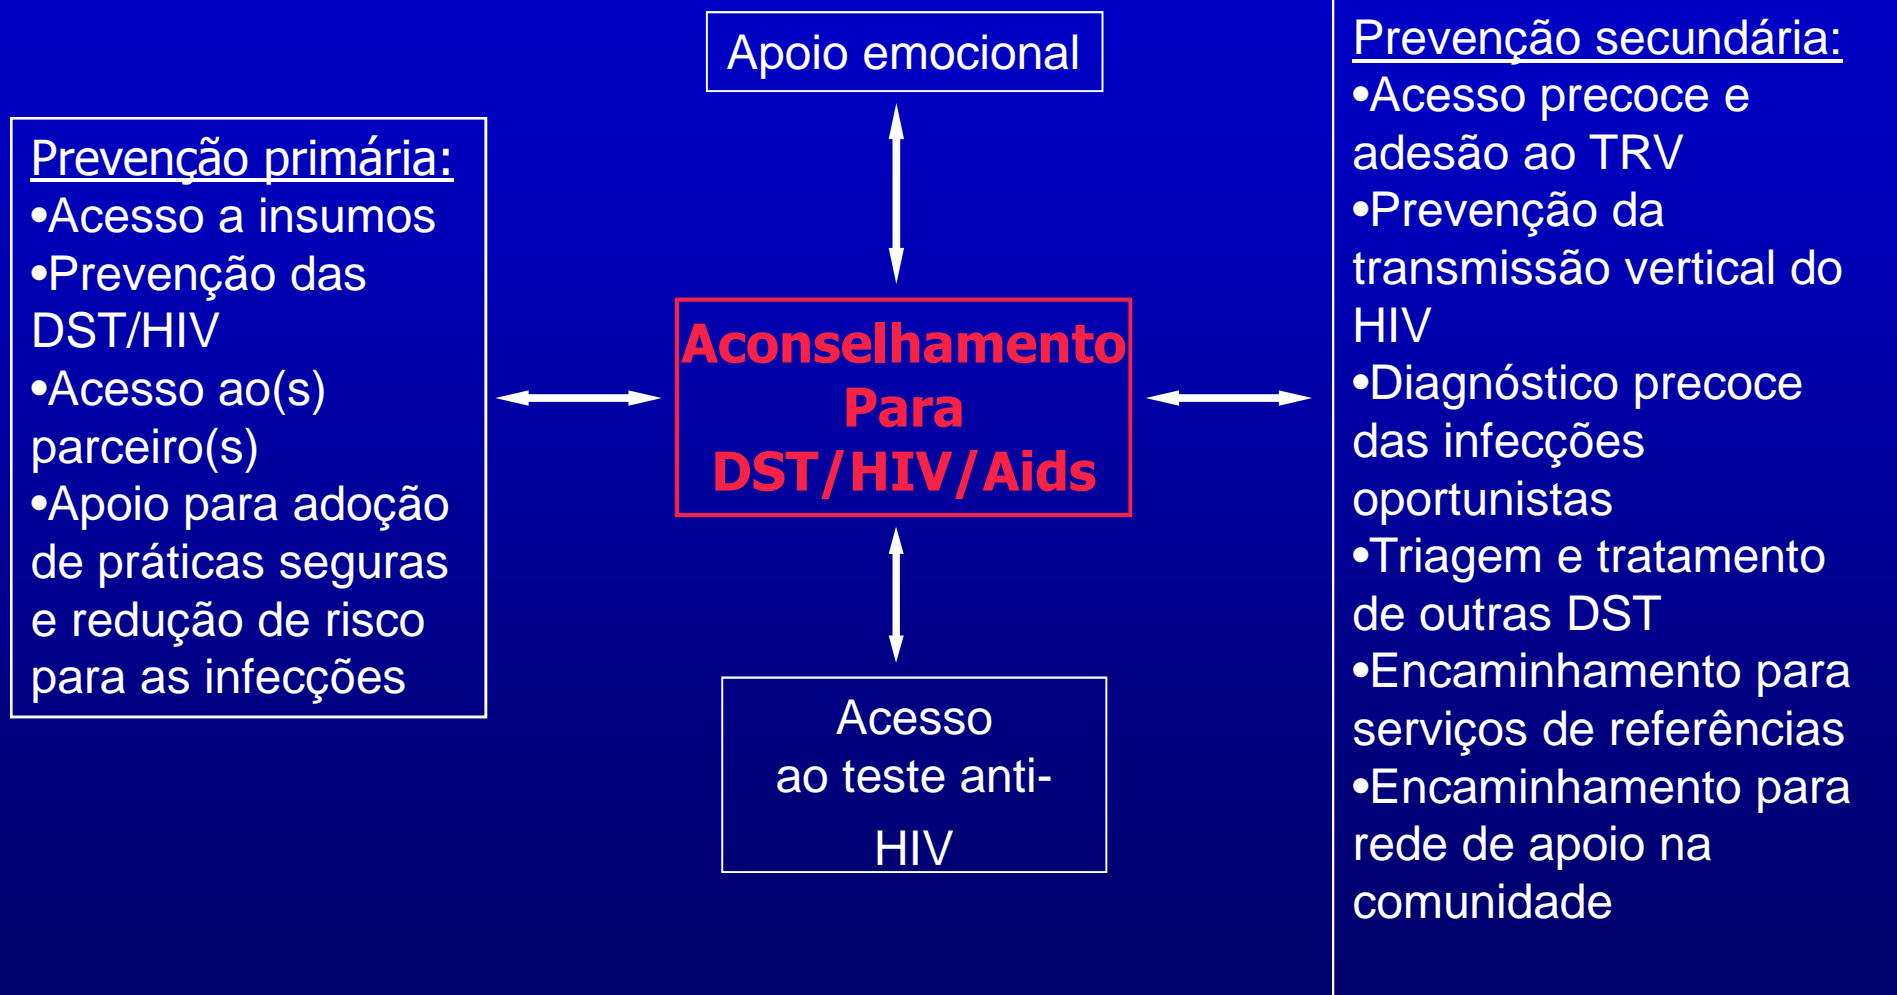 Apoio emocional
Prevenção primária:
•Acesso a insumos
•Prevenção das
DST/HIV
•Acesso ao(s)
parceiro(s)
•Apoio para adoção
de práticas seguras
e redução de risco
para as infecções
Aconselhamento
Para
DST/HIV/Aids
Acesso
ao teste anti-
HIV
Prevenção secundária:
•Acesso precoce e
adesão ao TRV
•Prevenção da
transmissão vertical do
HIV
•Diagnóstico precoce
das infecções
oportunistas
•Triagem e tratamento
de outras DST
•Encaminhamento para
serviços de referências
•Encaminhamento para
rede de apoio na
comunidade